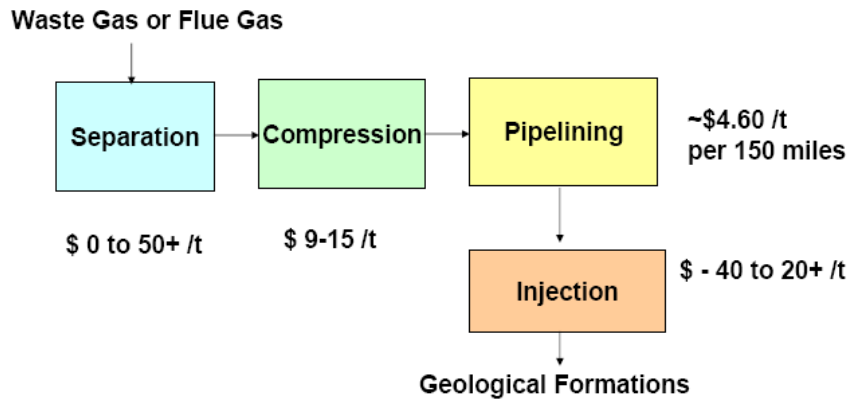 Waste Gas or Flue Gas
Separation
Compression
Pipelining
~$4.60 /t
per 150 miles
$ 0 to 50+ /t
$ 9-15 /t
Injection
$ - 40 to 20+ /t
Geological Formations